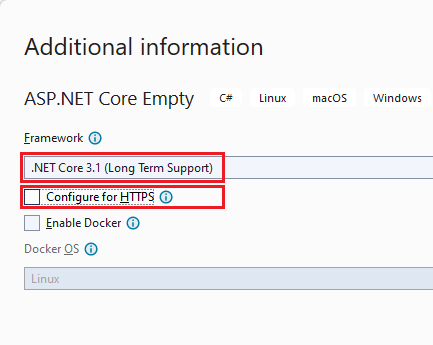 Additional information
ASP.NET Core Empty C# Linux macOS Windows
Framework
.NET Core 3.1 (Long Term Support)
Configure for HTTPS
Enable Docker
Docker OS
Linux